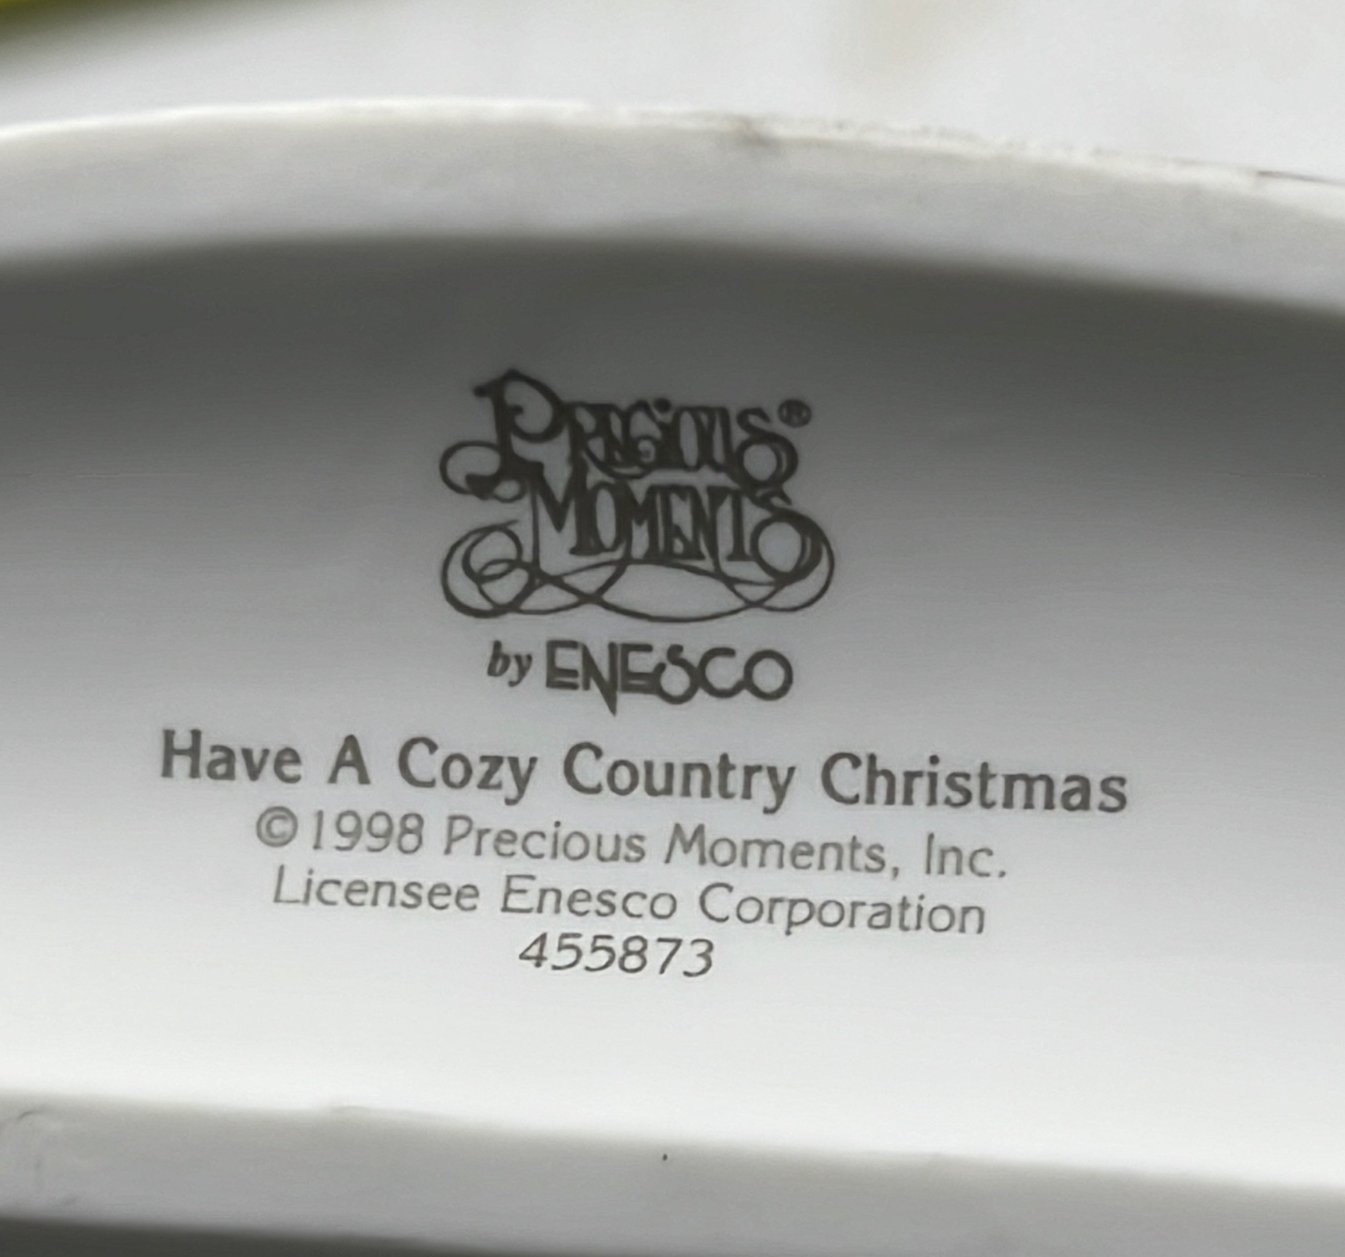 Precious®
Moments
by ENESCO
Have A Cozy Country Christmas
©1998 Precious Moments, Inc.
Licensee Enesco Corporation
455873